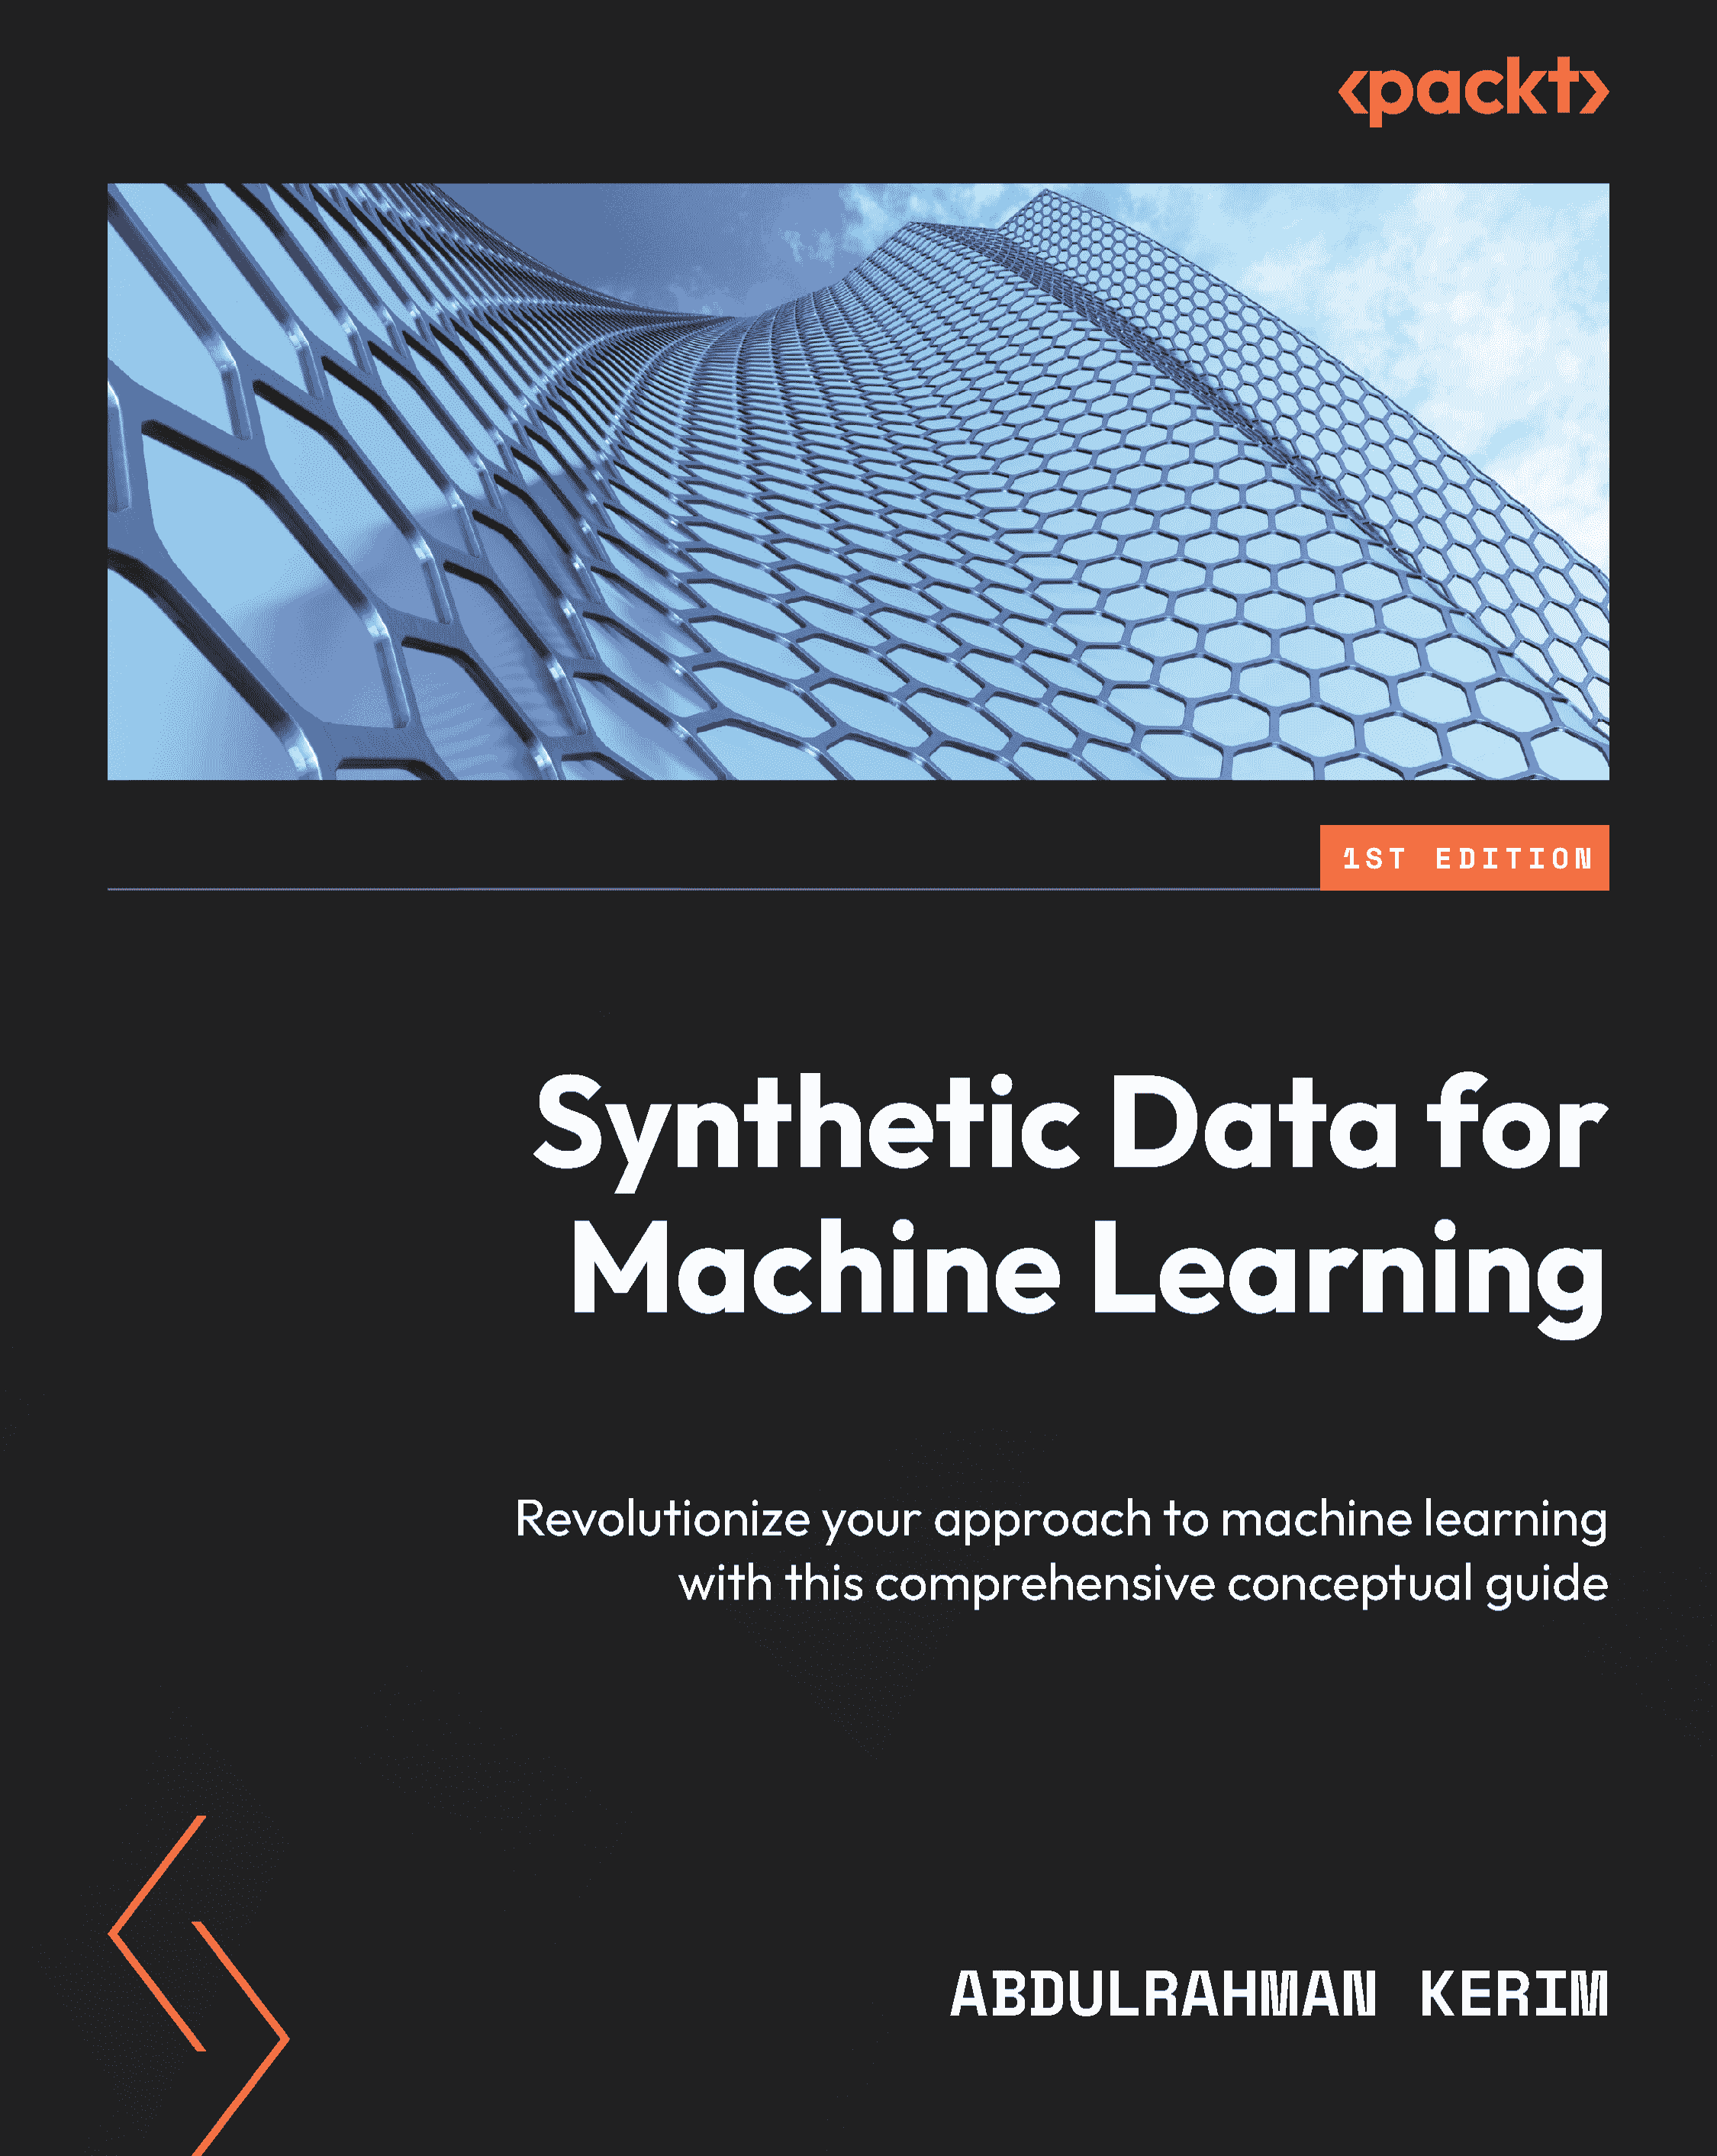 <packt>
1ST EDITION
Synthetic Data for
Machine Learning
Revolutionize your approach to machine learning
with this comprehensive conceptual guide
ABDULRAHMAN KERIM